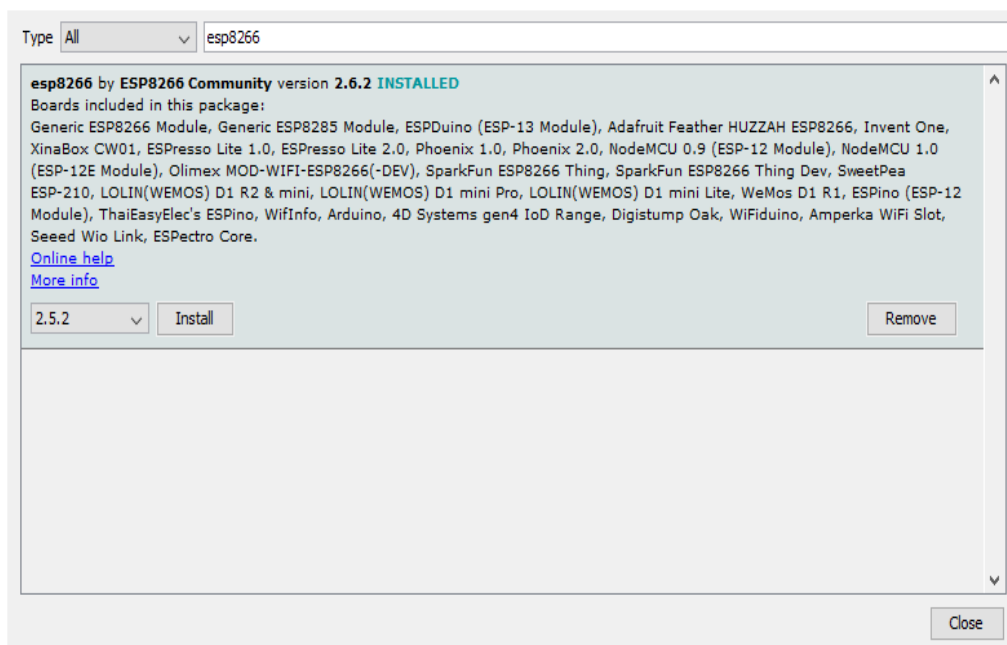 Type All esp8266
esp8266 by ESP8266 Community version 2.6.2 INSTALLED
Boards included in this package:
Generic ESP8266 Module, Generic ESP8285 Module, ESPDuino (ESP-13 Module), Adafruit Feather HUZZAH ESP8266, Invent One,
XinaBox CW01, ESPresso Lite 1.0, ESPresso Lite 2.0, Phoenix 1.0, Phoenix 2.0, NodeMCU 0.9 (ESP-12 Module), NodeMCU 1.0
(ESP-12E Module), Olimex MOD-WIFI-ESP8266(-DEV), SparkFun ESP8266 Thing, SparkFun ESP8266 Thing Dev, SweetPea
ESP-210, LOLIN(WEMOS) D1 R2 & mini, LOLIN(WEMOS) D1 mini Pro, LOLIN(WEMOS) D1 mini Lite, WeMos D1 R1, ESPino (ESP-12
Module), ThaiEasyElec's ESPino, WifInfo, Arduino, 4D Systems gen4 IoD Range, Digistump Oak, WiFiduino, Amperka WiFi Slot,
Seeed Wio Link, ESPectro Core.
Online help
More info
2.5.2 Install Remove
Close